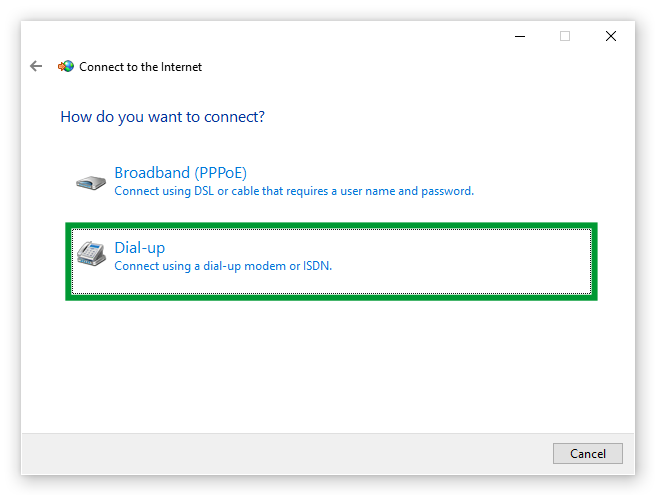 Connect to the Internet
How do you want to connect?
Broadband (PPPoE)
Connect using DSL or cable that requires a user name and password.
Dial-up
Connect using a dial-up modem or ISDN.
Cancel